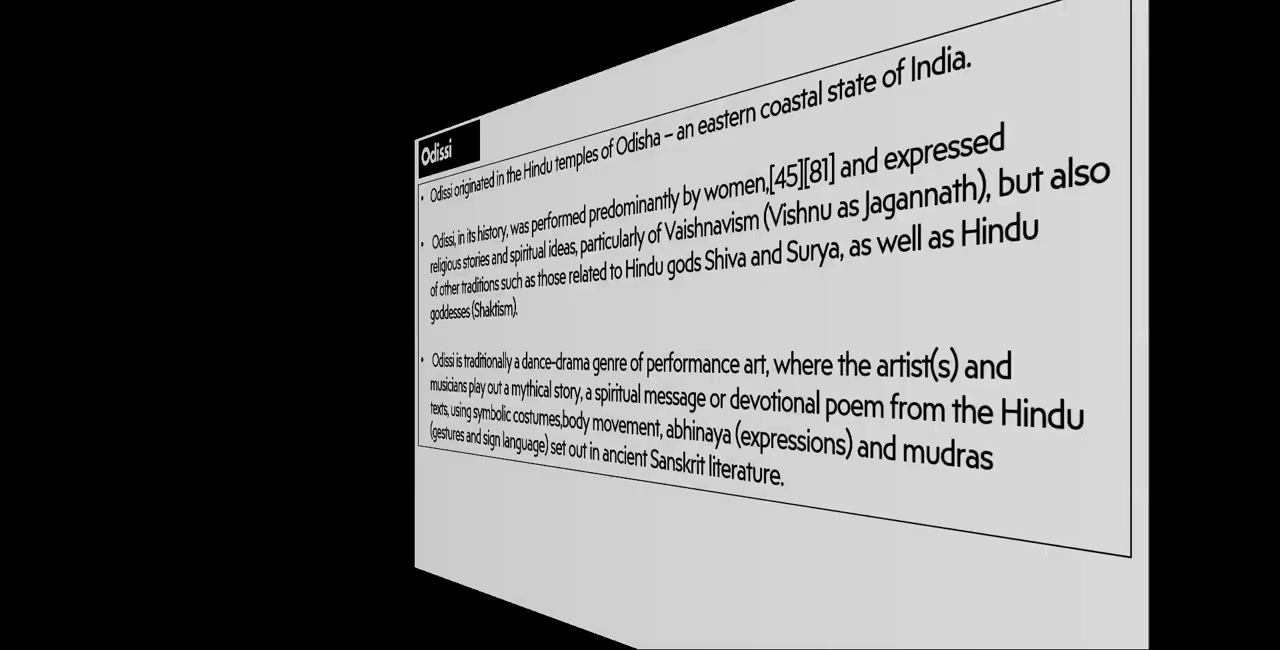 Odissi
• Odissi originated in the Hindu temples of Odisha – an eastern coastal state of India.
• Odissi, in its history, was performed predominantly by women,[45][81] and expressed
religious stories and spiritual ideas, particularly of Vaishnavism (Vishnu as Jagannath), but also
of other traditions such as those related to Hindu gods Shiva and Surya, as well as Hindu
goddesses (Shaktism).
• Odissi is traditionally a dance-drama genre of performance art, where the artist(s) and
musicians play out a mythical story, a spiritual message or devotional poem from the Hindu
texts, using symbolic costumes,body movement, abhinaya (expressions) and mudras
(gestures and sign language) set out in ancient Sanskrit literature.